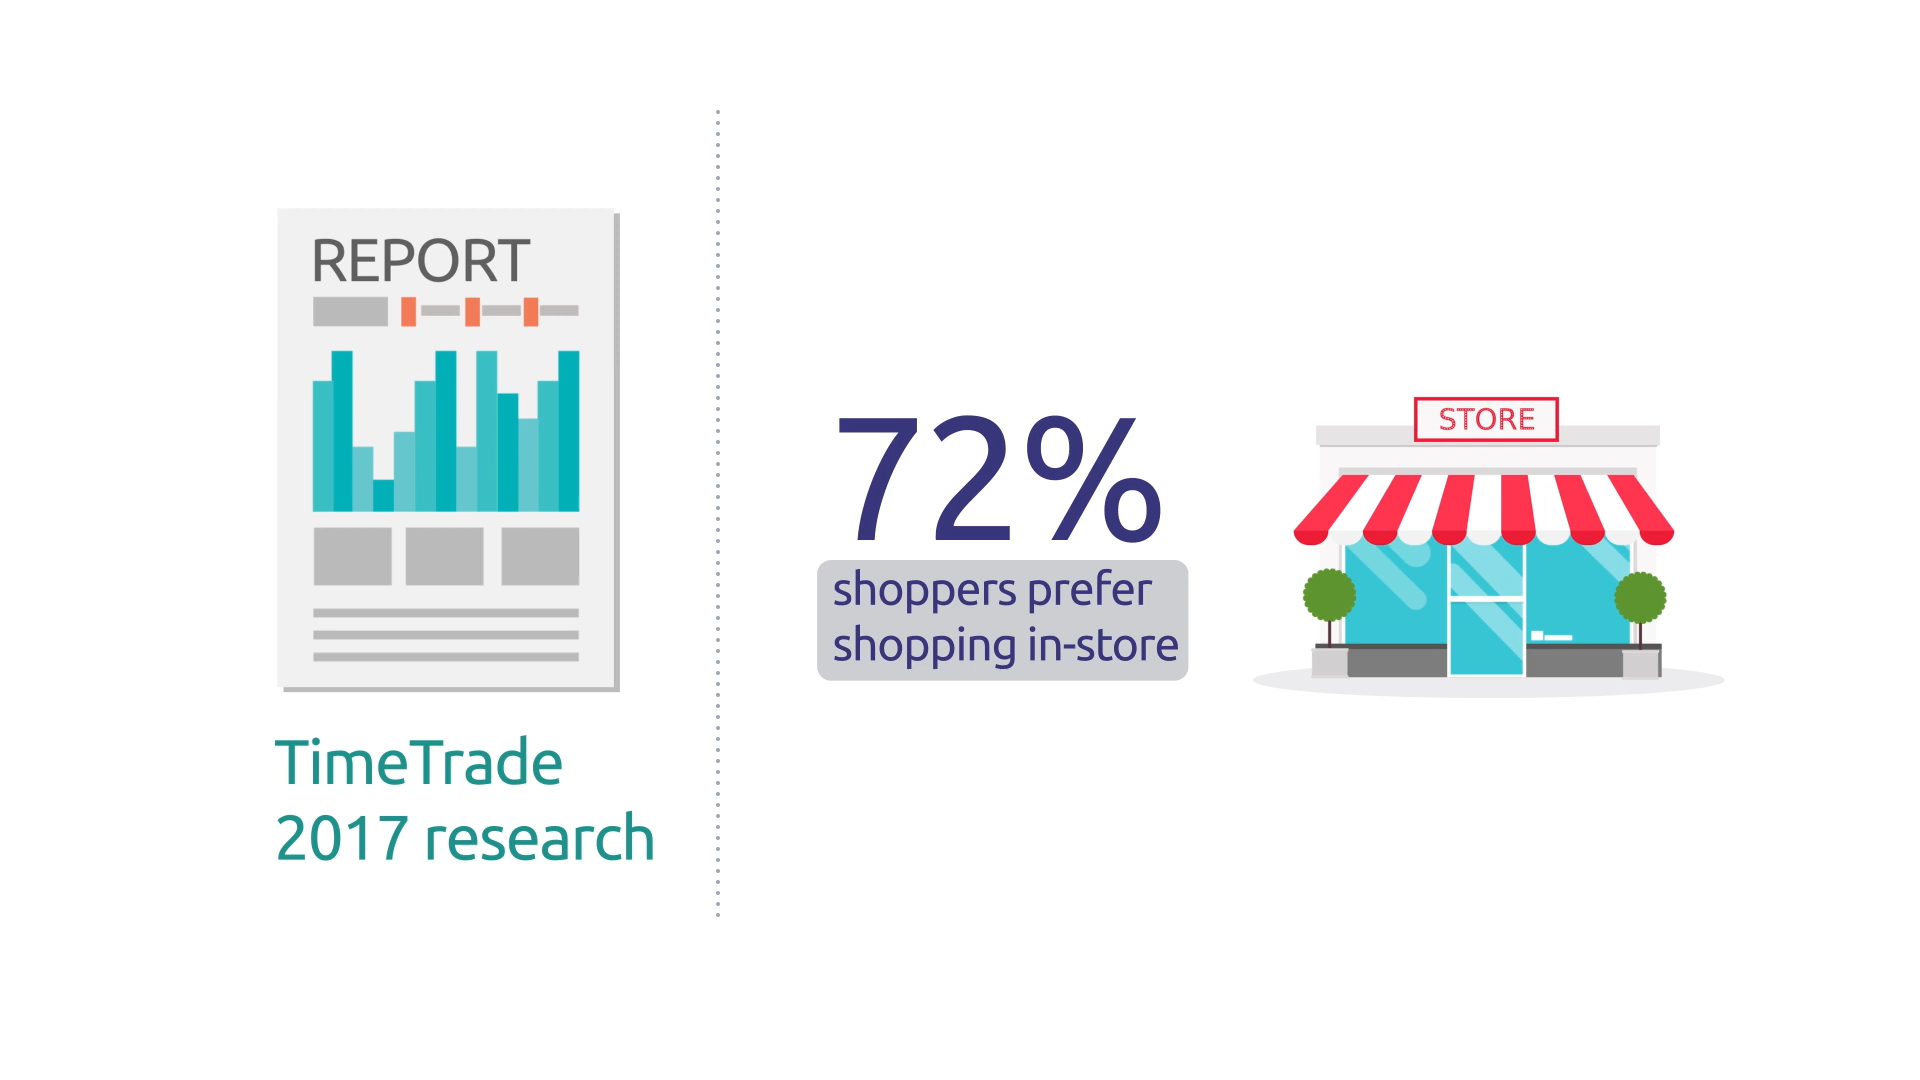 REPORT
TimeTrade
2017 research
72%
shoppers prefer
shopping in-store
STORE